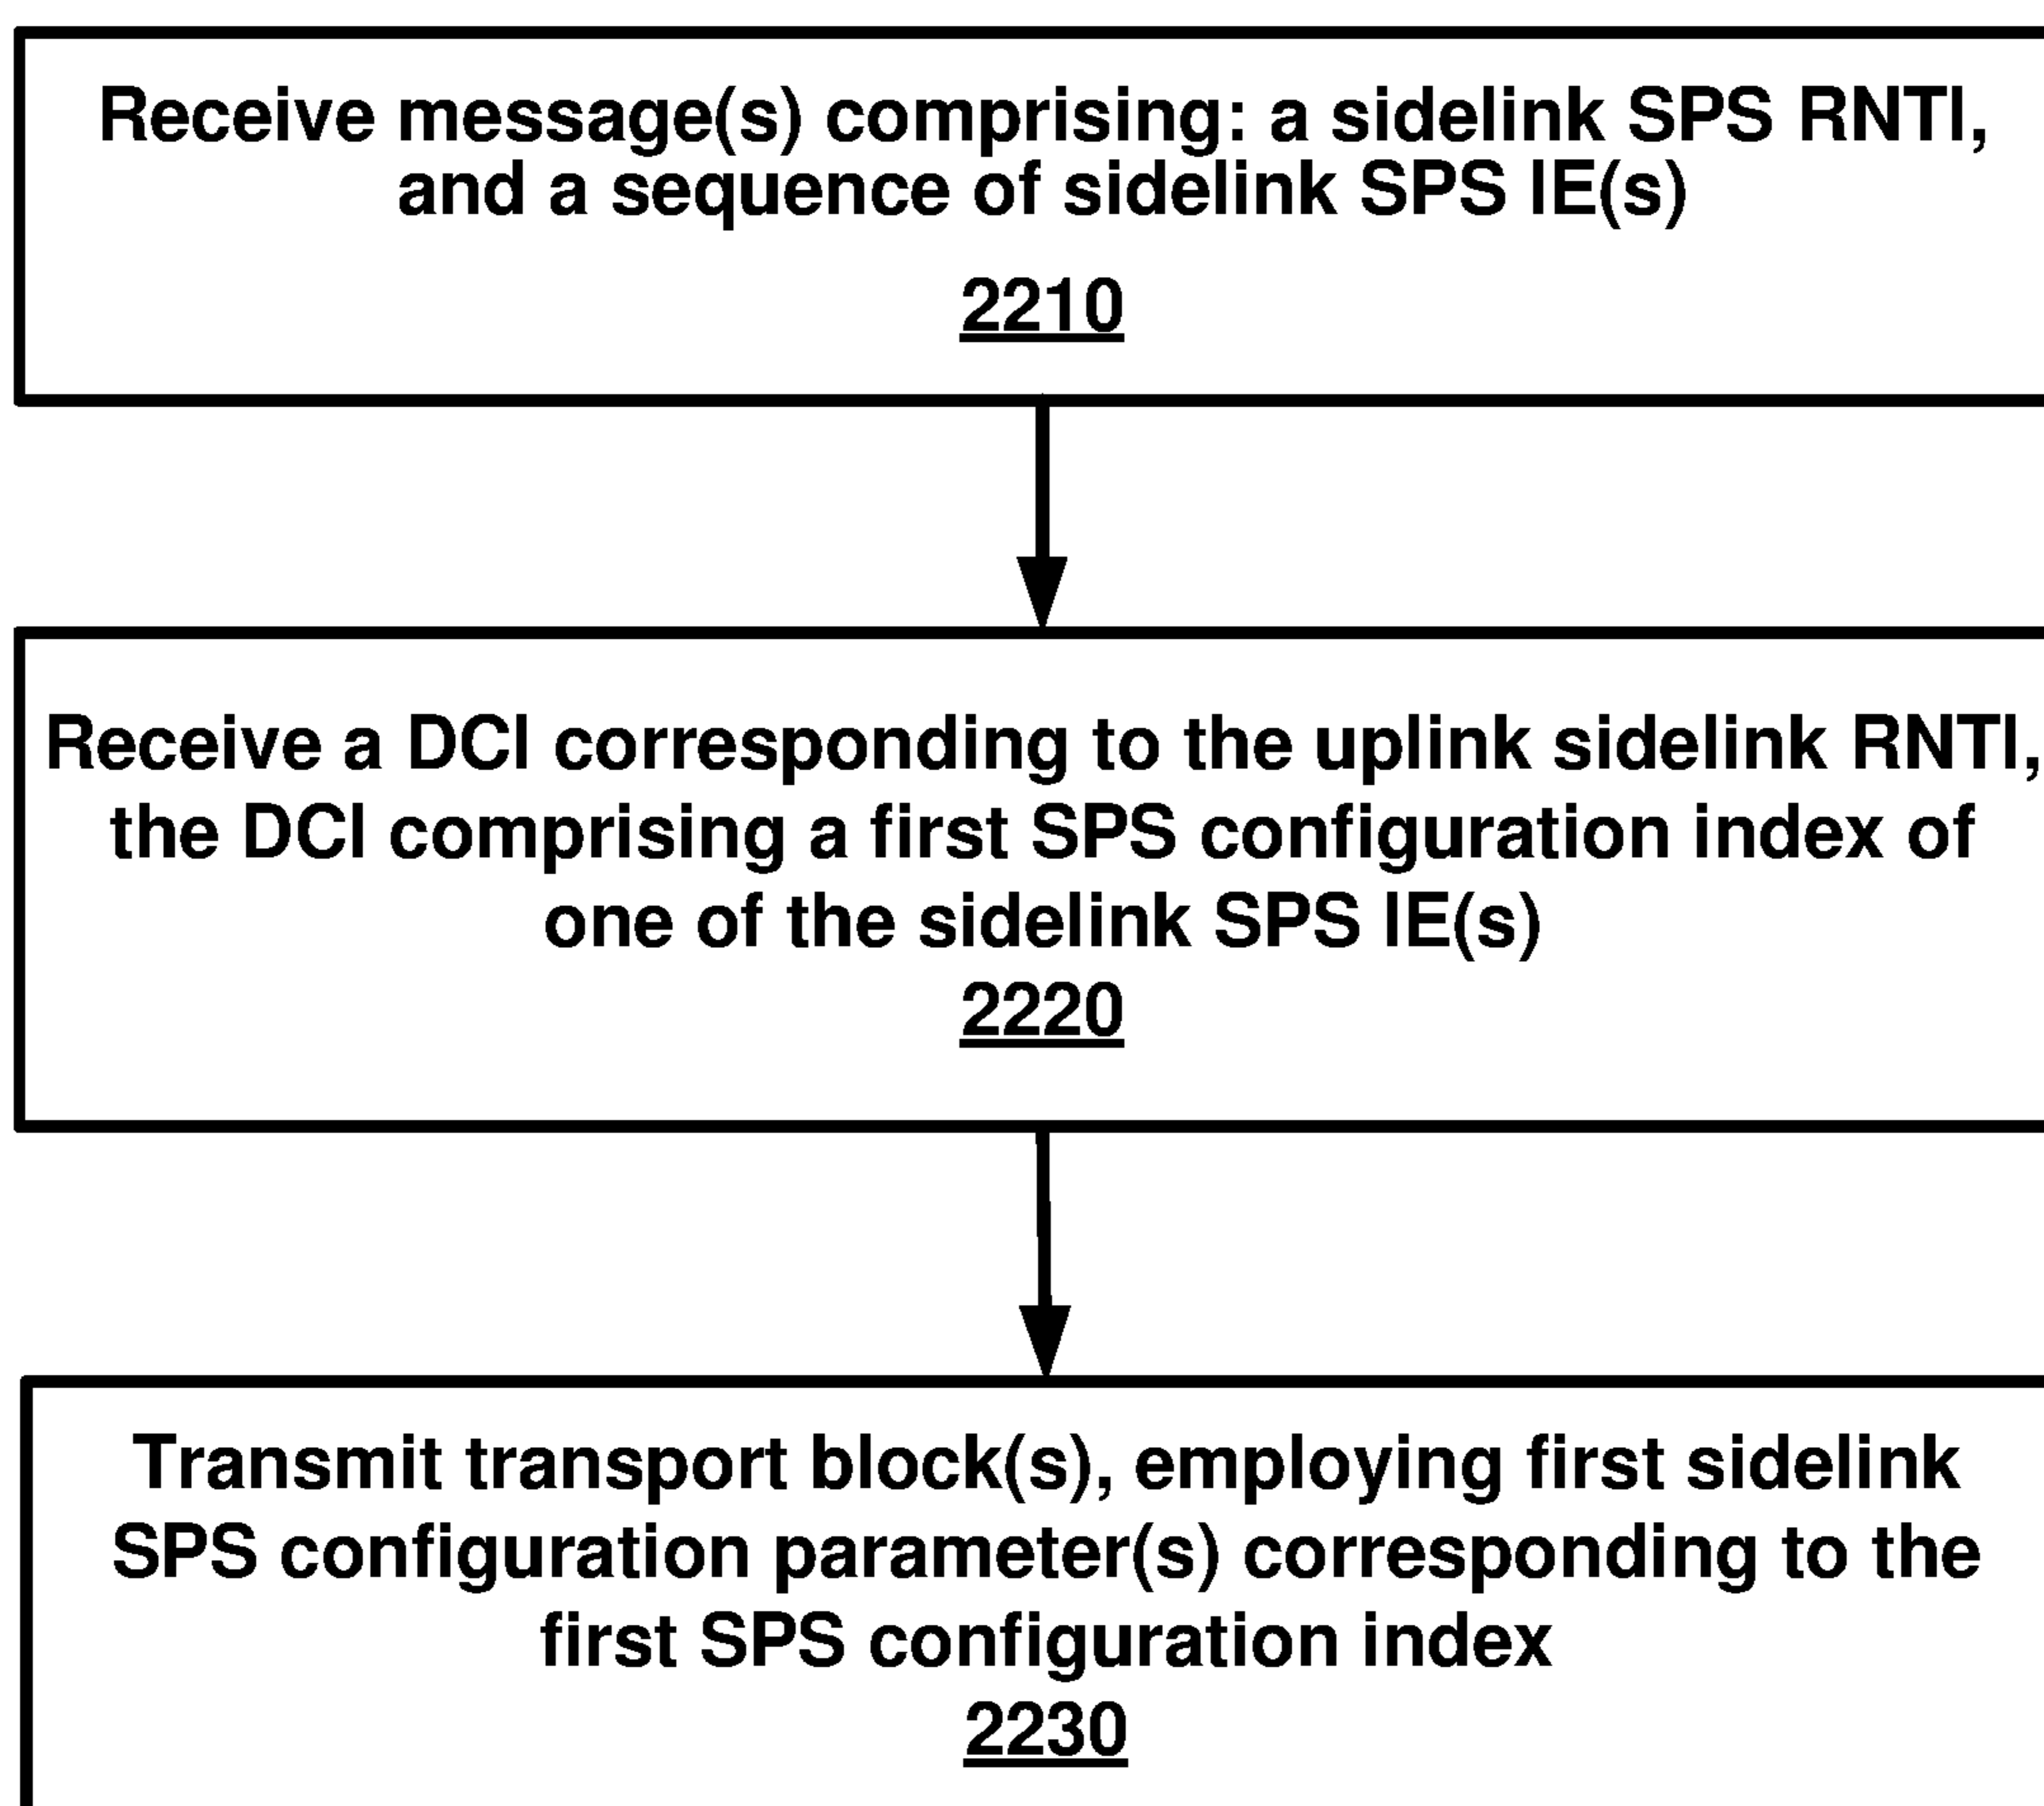 Receive message(s) comprising: a sidelink SPS RNTI,
and a sequence of sidelink SPS IE(s)
2210
Receive a DCI corresponding to the uplink sidelink RNTI,
the DCI comprising a first SPS configuration index of
one of the sidelink SPS IE(s)
2220
Transmit transport block(s), employing first sidelink
SPS configuration parameter(s) corresponding to the
first SPS configuration index
2230